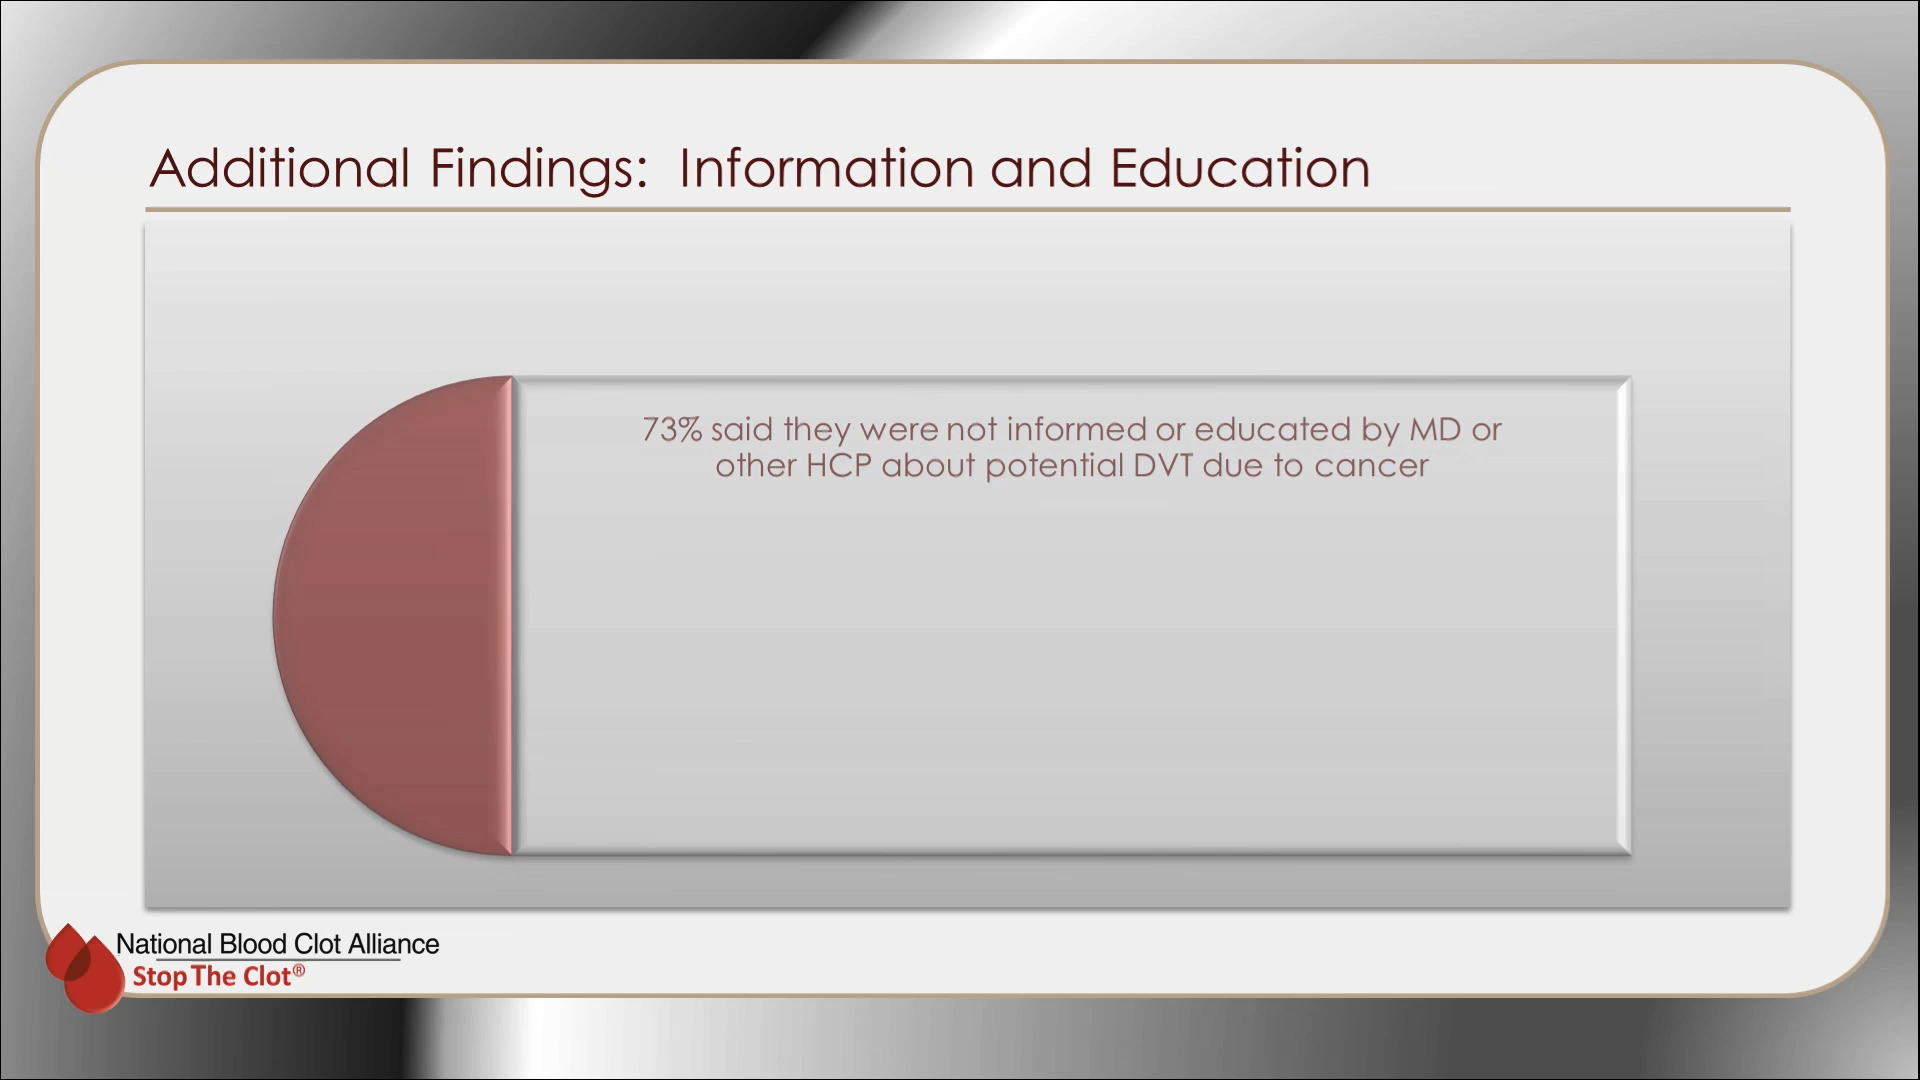 Additional Findings:  Information and Education
73% said they were not informed or educated by MD or
other HCP about potential DVT due to cancer
National Blood Clot Alliance
Stop The Clot®